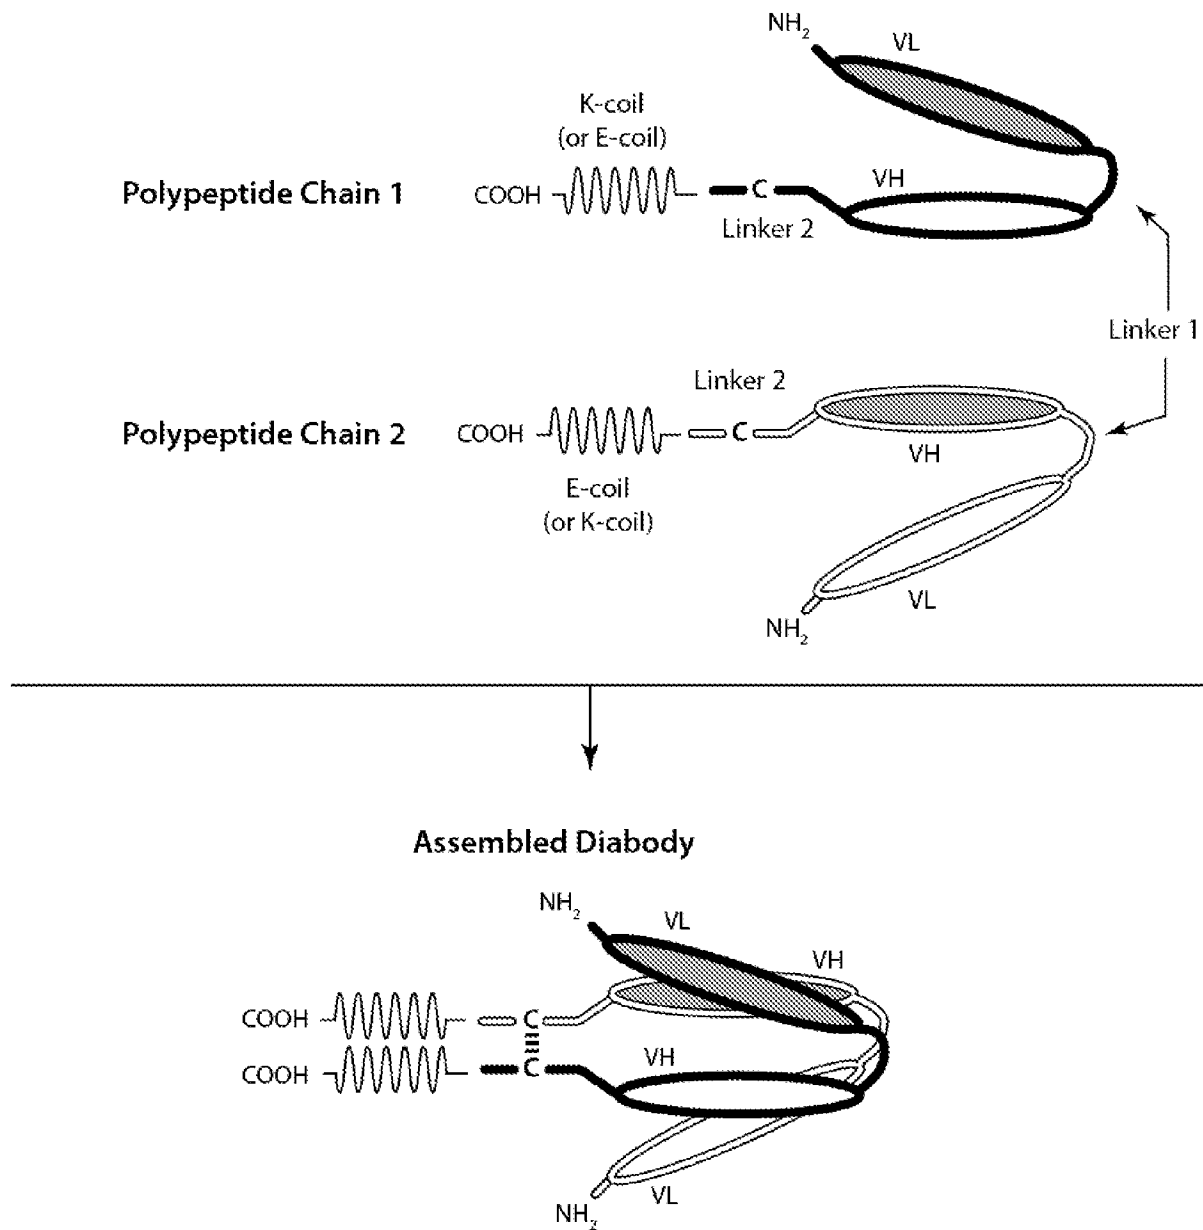 NH2
VL
K-coil
(or E-coil)
Polypeptide Chain 1
COOH
C
VH
Linker 2
Linker 1
Linker 2
Polypeptide Chain 2
COOH
C
VH
E-coil
(or K-coil)
VL
NH2
Assembled Diabody
NH2
VL
VH
COOH
C
COOH
C
VH
VL
NH2